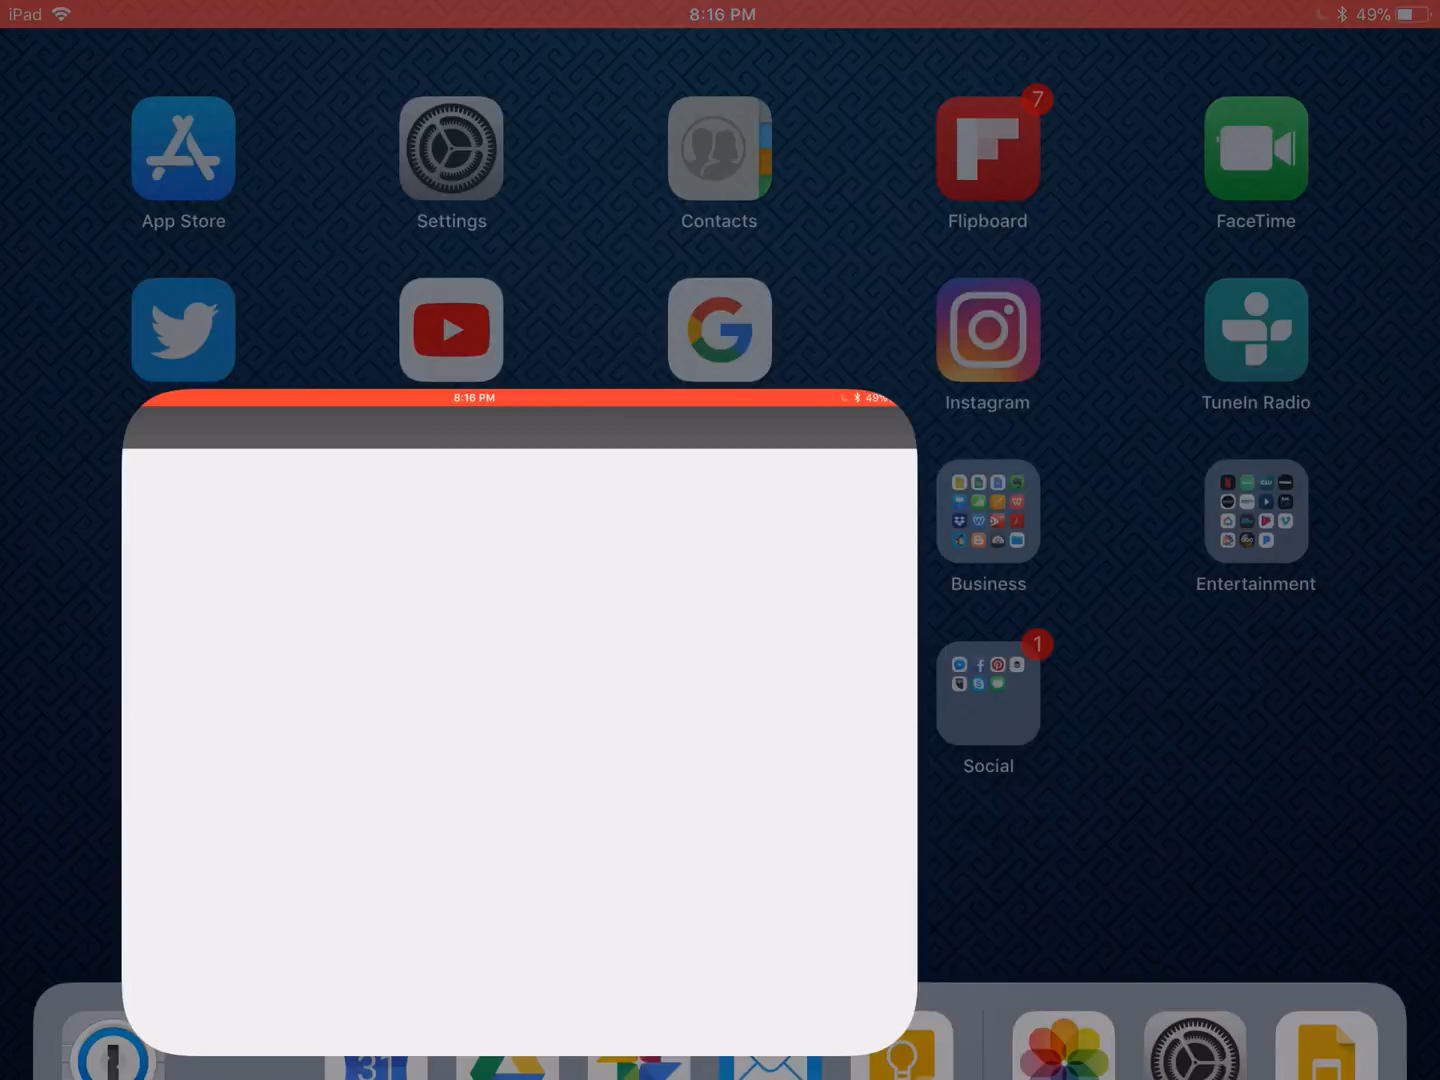 iPad 8:16 PM 49%
7
App Store Settings Contacts Flipboard FaceTime
8:16 PM 49%
Instagram TuneIn Radio
Business Entertainment
1
Social
31